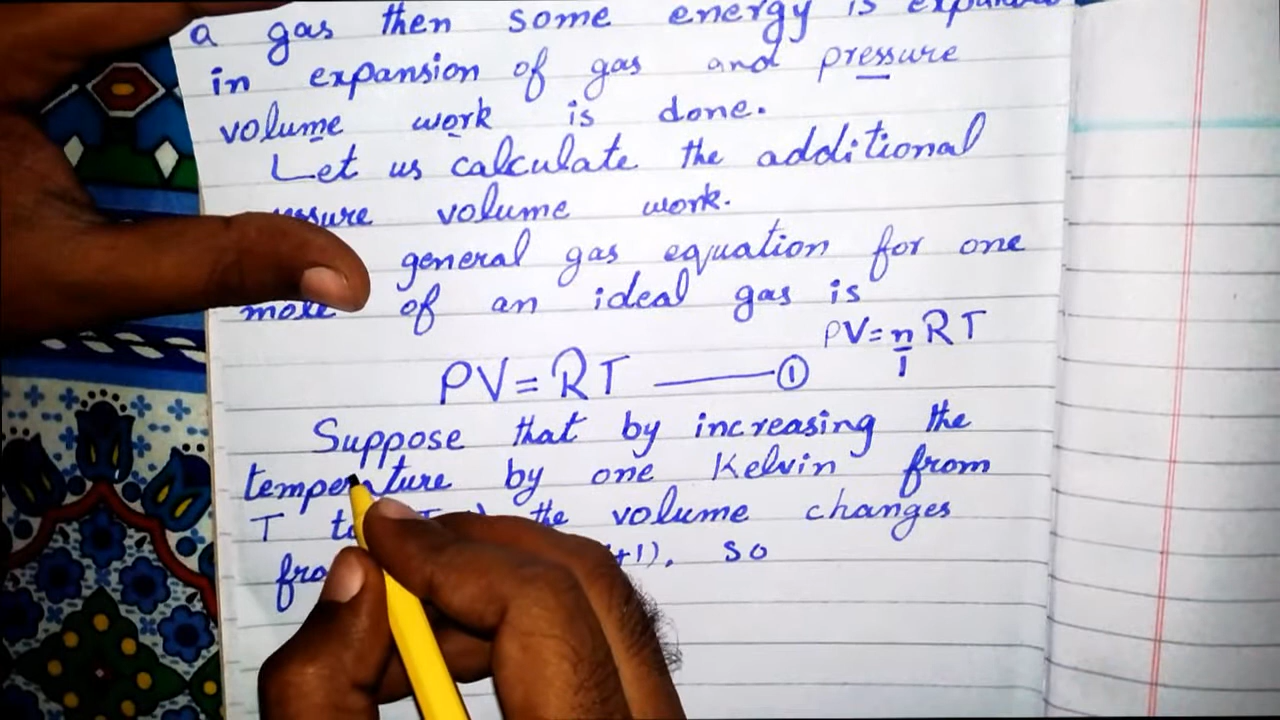 a gas then some energy is
in expansion of gas and pressure
volume work is done.
Let us calculate the additional
volume work.
general gas equation for one
mole of an ideal gas is
PV = n/1 RT
PV = RT —— ①
Suppose that by increasing the
temperature by one Kelvin from
T to the volume changes
+1), so